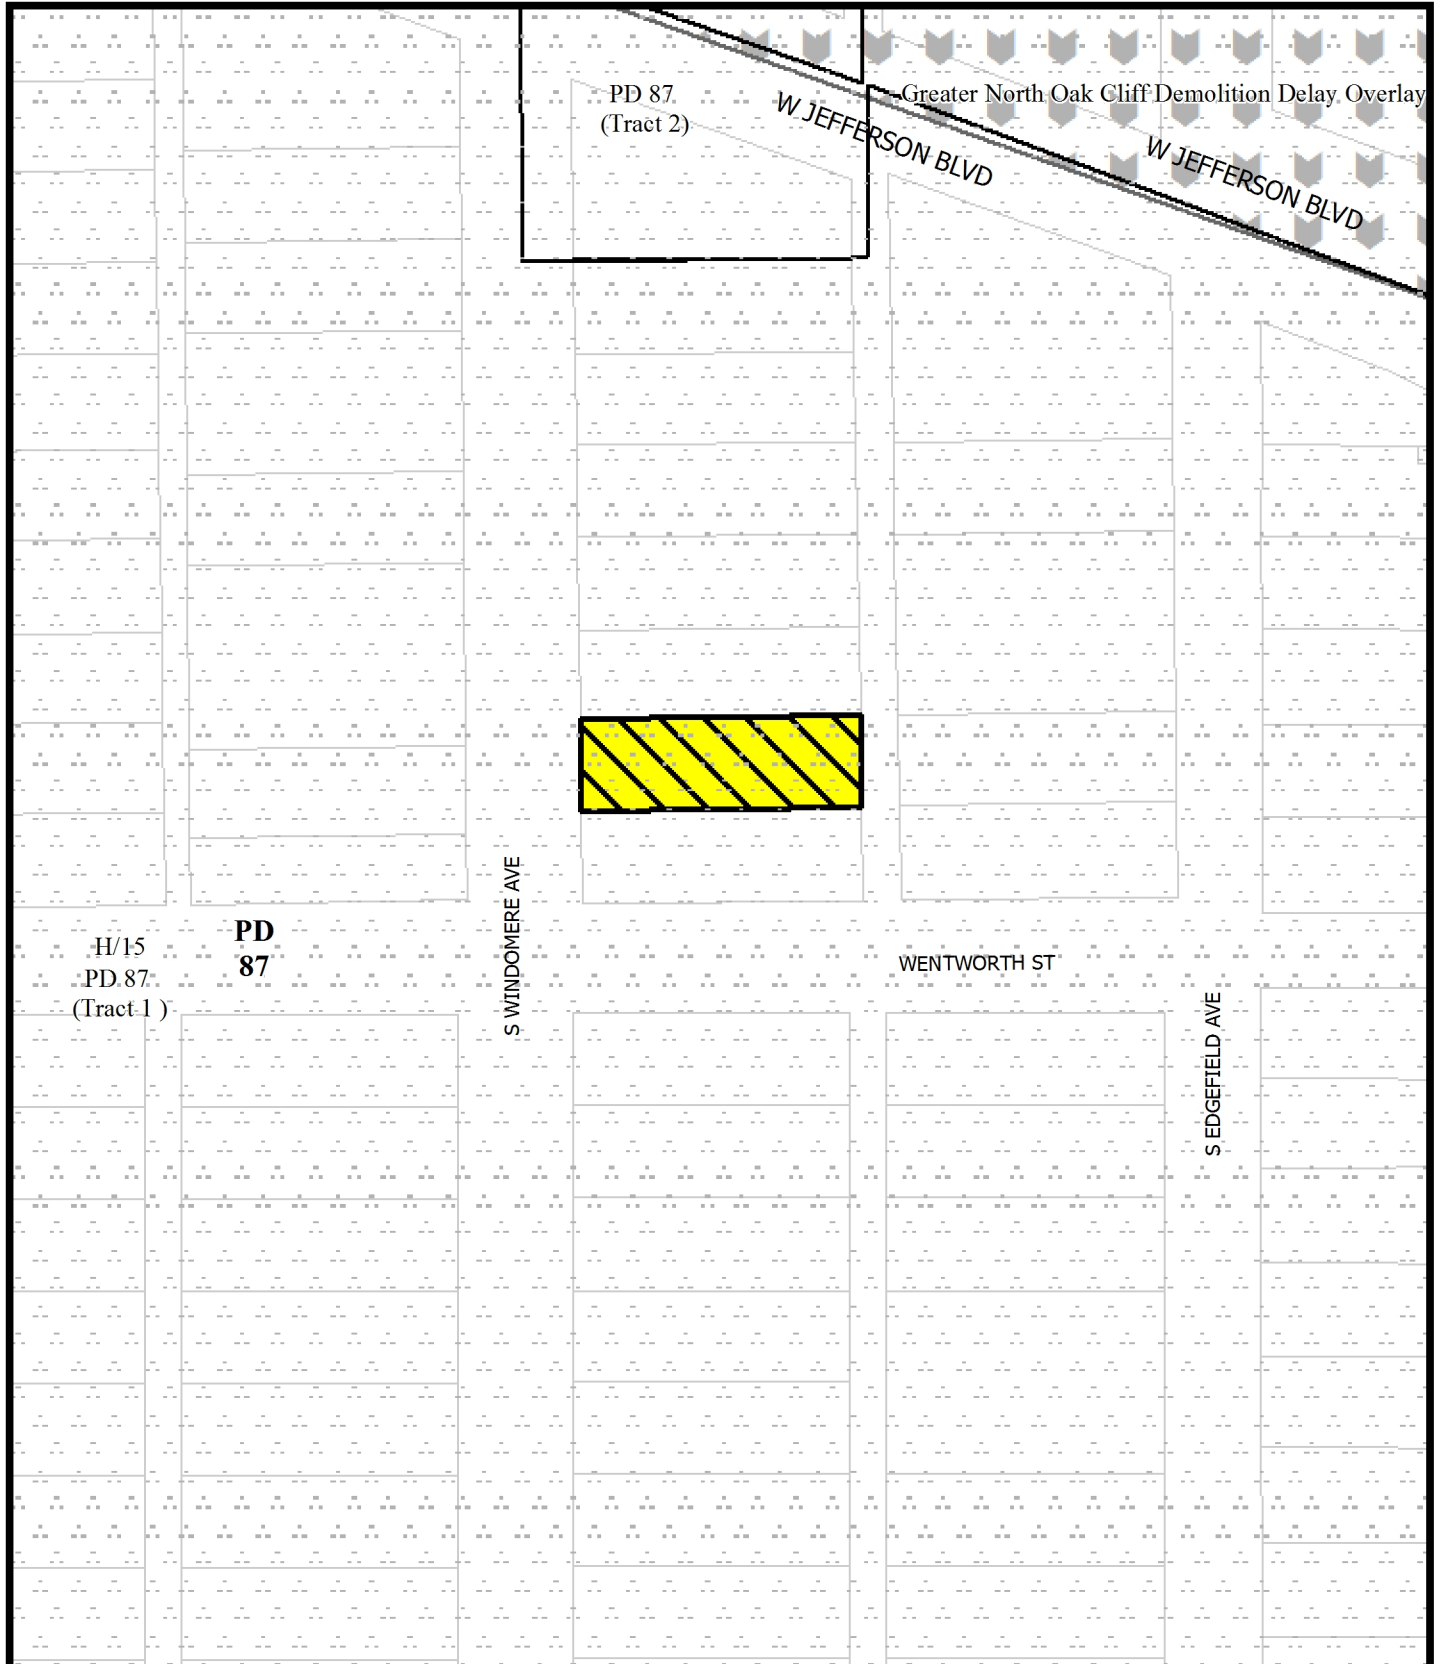 PD 87
(Tract 2)
Greater North Oak Cliff Demolition Delay Overlay
W JEFFERSON BLVD
W JEFFERSON BLVD
S WINDOMERE AVE
H/15
PD 87
(Tract 1 )
PD
87
WENTWORTH ST
S EDGEFIELD AVE